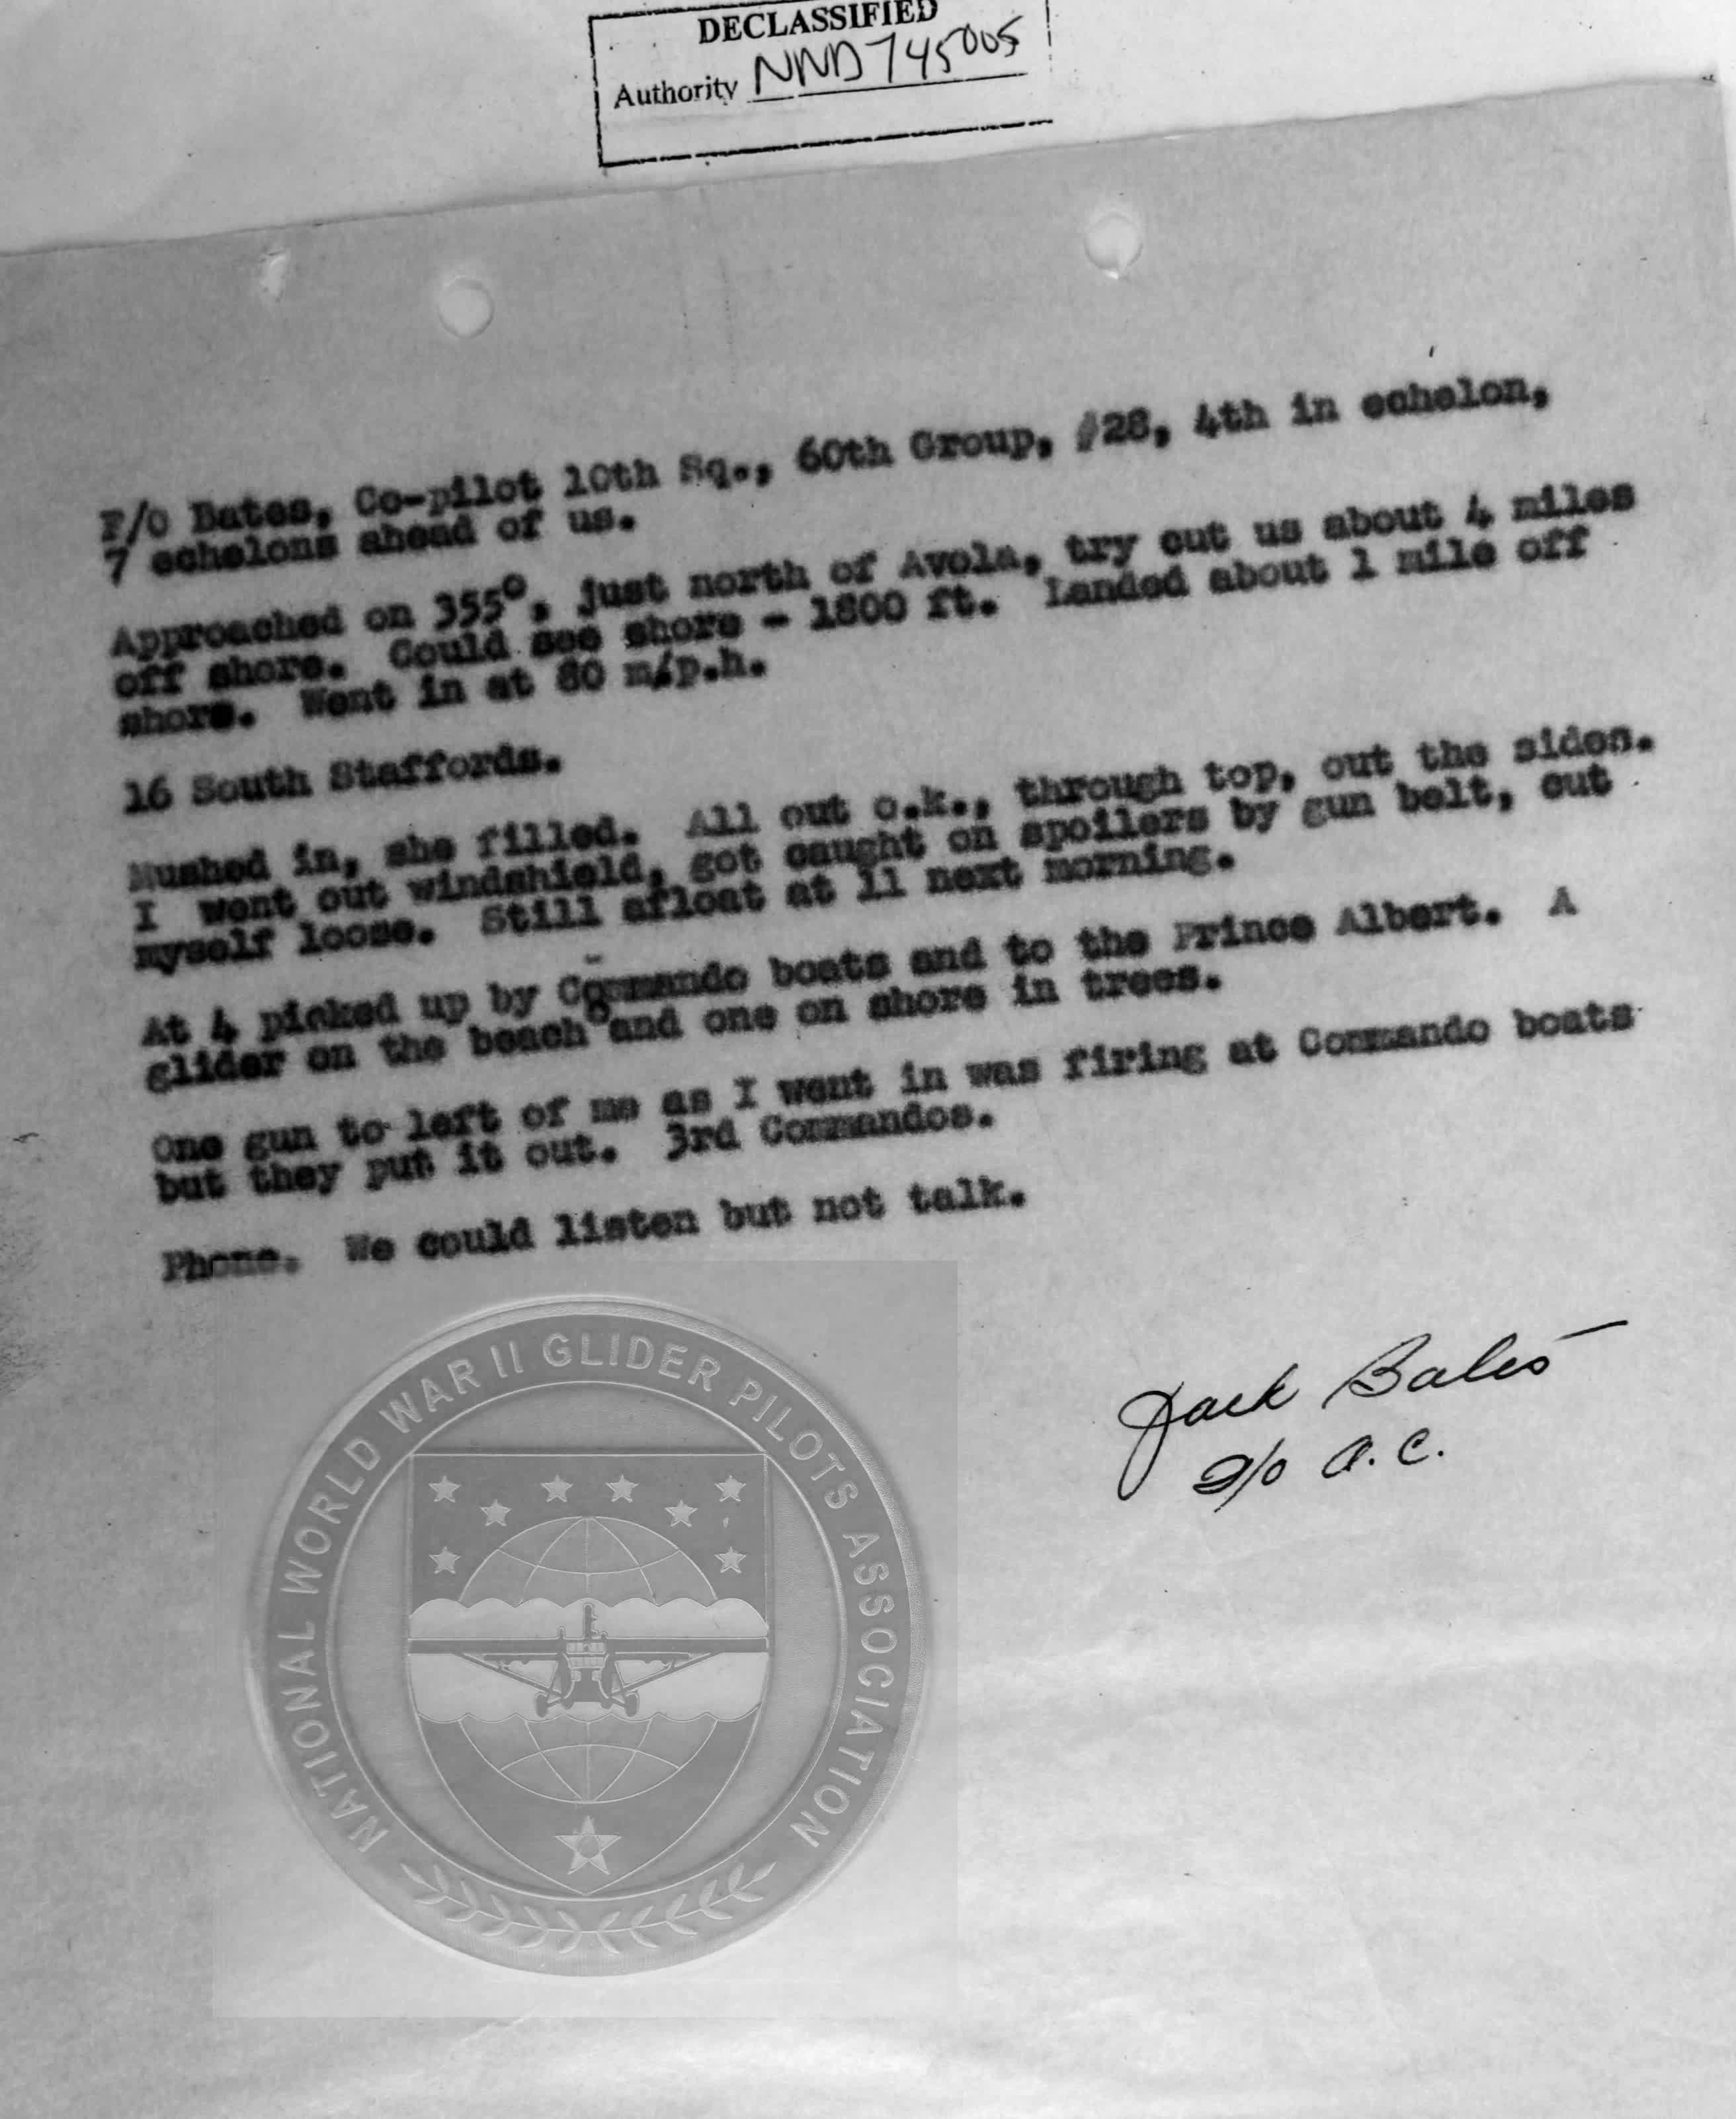 DECLASSIFIED
Authority NND745005
F/O Bates, Co-pilot 10th Sq., 60th Group, #28, 4th in echelon,
7 echelons ahead of us.
Approached on 355°, just north of Avola, try cut us about 4 miles
off shore. Could see shore - 1800 ft. Landed about 1 mile off
shore. Went in at 80 m/p.h.
16 South Staffords.
Mushed in, she filled. All out o.k., through top, out the sides.
I went out windshield, got caught on spoilers by gun belt, cut
myself loose. Still afloat at 11 next morning.
At 4 picked up by Commando boats and to the Prince Albert. A
glider on the beach and one on shore in trees.
One gun to left of me as I went in was firing at Commando boats
but they put it out. 3rd Commandos.
Phone. We could listen but not talk.
Jack Bates
F/O A.C.
NATIONAL WORLD WAR II GLIDER PILOTS ASSOCIATION